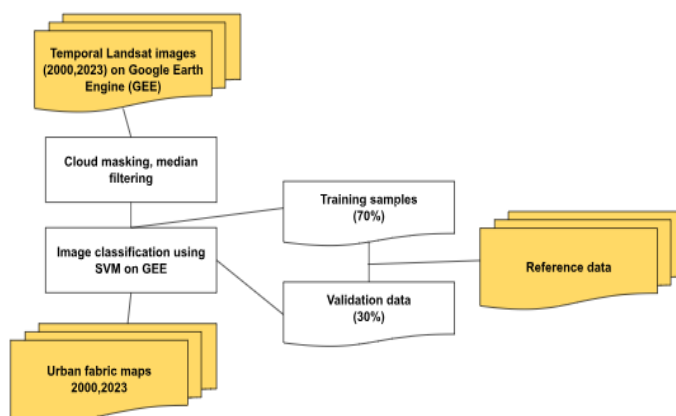 Temporal Landsat images
(2000,2023) on Google Earth
Engine (GEE)
Cloud masking, median
filtering
Training samples
(70%)
Image classification using
SVM on GEE
Reference data
Validation data
(30%)
Urban fabric maps
2000,2023